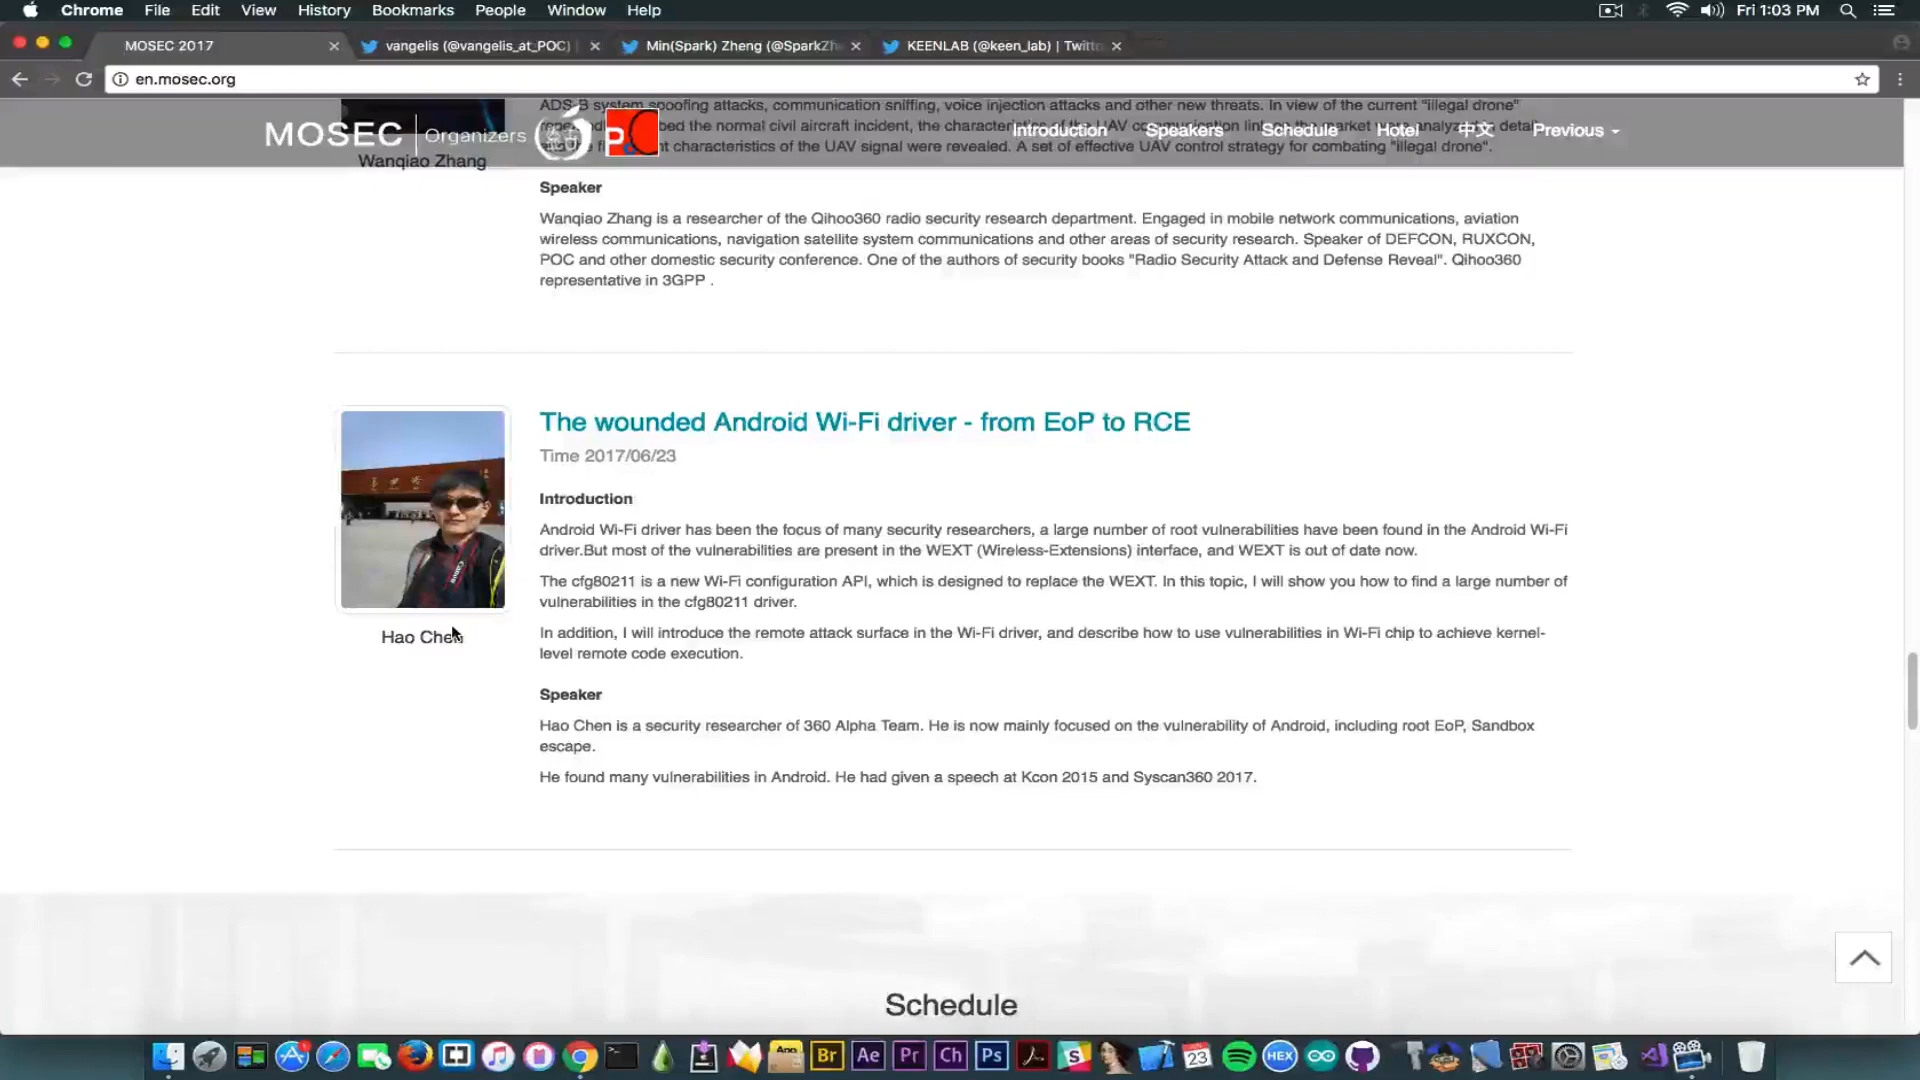 Chrome File Edit View History Bookmarks People Window Help Fri 1:03 PM
MOSEC 2017 vangelis (@vangelis_at_POC) | Min(Spark) Zheng (@SparkZh KEENLAB (@keen_lab) | Twitt
en.mosec.org
ADS-B system spoofing attacks, communication sniffing, voice injection attacks and other new threats. In view of the current "illegal drone"
MOSEC Organizers Introduction Speakers Schedule Hotel 中文 Previous
bed the normal civil aircraft incident, the characteristics of the UAV communication link on the market were analyzed in detail
characteristics of the UAV signal were revealed. A set of effective UAV control strategy for combating "illegal drone".
Wanqiao Zhang
Speaker
Wanqiao Zhang is a researcher of the Qihoo360 radio security research department. Engaged in mobile network communications, aviation
wireless communications, navigation satellite system communications and other areas of security research. Speaker of DEFCON, RUXCON,
POC and other domestic security conference. One of the authors of security books "Radio Security Attack and Defense Reveal". Qihoo360
representative in 3GPP .
The wounded Android Wi-Fi driver - from EoP to RCE
Time 2017/06/23
Introduction
Android Wi-Fi driver has been the focus of many security researchers, a large number of root vulnerabilities have been found in the Android Wi-Fi
driver.But most of the vulnerabilities are present in the WEXT (Wireless-Extensions) interface, and WEXT is out of date now.
The cfg80211 is a new Wi-Fi configuration API, which is designed to replace the WEXT. In this topic, I will show you how to find a large number of
vulnerabilities in the cfg80211 driver.
Hao Chen
In addition, I will introduce the remote attack surface in the Wi-Fi driver, and describe how to use vulnerabilities in Wi-Fi chip to achieve kernel-
level remote code execution.
Speaker
Hao Chen is a security researcher of 360 Alpha Team. He is now mainly focused on the vulnerability of Android, including root EoP, Sandbox
escape.
He found many vulnerabilities in Android. He had given a speech at Kcon 2015 and Syscan360 2017.
Schedule
App Br Ae Pr Ch Ps 23 HEX